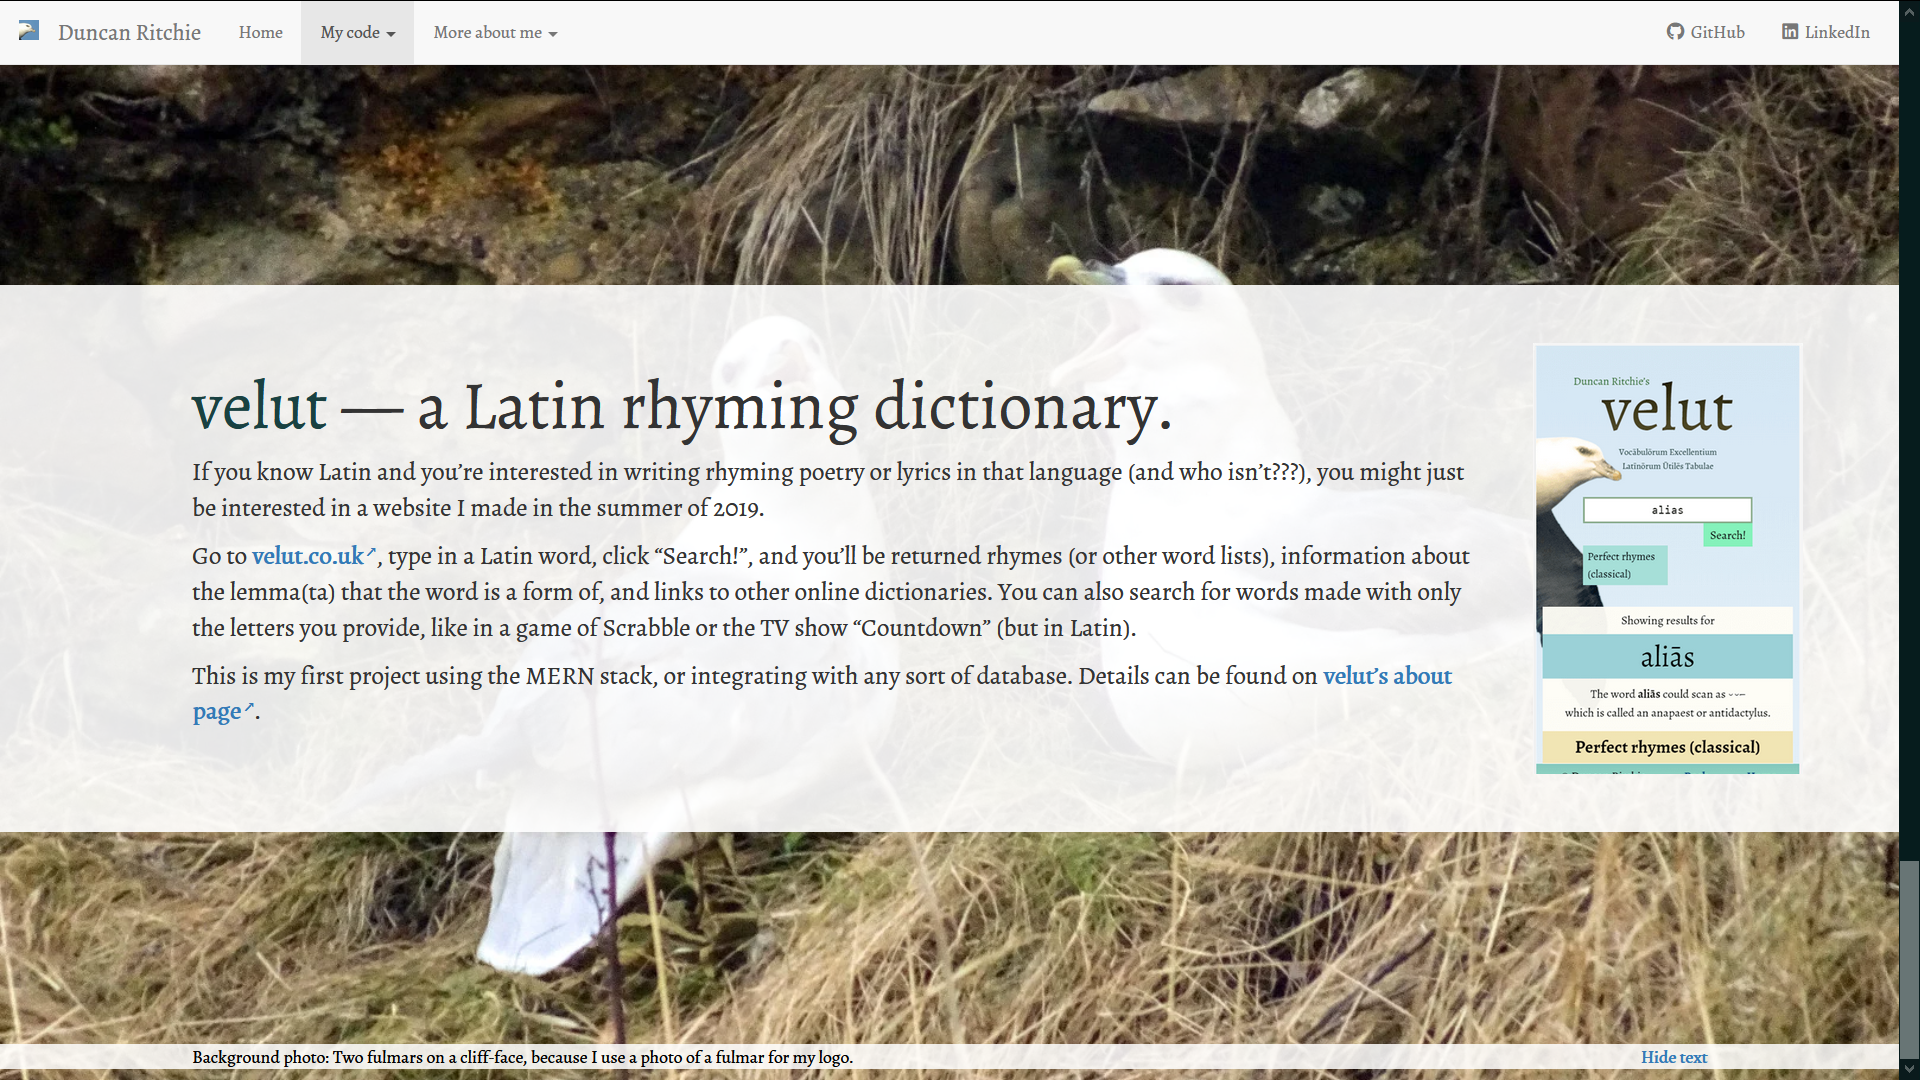 Duncan Ritchie Home My code More about me GitHub LinkedIn
velut — a Latin rhyming dictionary.
If you know Latin and you’re interested in writing rhyming poetry or lyrics in that language (and who isn’t???), you might just
be interested in a website I made in the summer of 2019.
Go to velut.co.uk↗, type in a Latin word, click “Search!”, and you’ll be returned rhymes (or other word lists), information about
the lemma(ta) that the word is a form of, and links to other online dictionaries. You can also search for words made with only
the letters you provide, like in a game of Scrabble or the TV show “Countdown” (but in Latin).
This is my first project using the MERN stack, or integrating with any sort of database. Details can be found on velut’s about
page↗.
Duncan Ritchie’s
velut
Vocābulōrum Excellentium
Latīnōrum Ūtilēs Tabulae
alias
Search!
Perfect rhymes
(classical)
Showing results for
aliās
The word aliās could scan as ⏑⏑–
which is called an anapaest or antidactylus.
Perfect rhymes (classical)
Background photo: Two fulmars on a cliff-face, because I use a photo of a fulmar for my logo.
Hide text